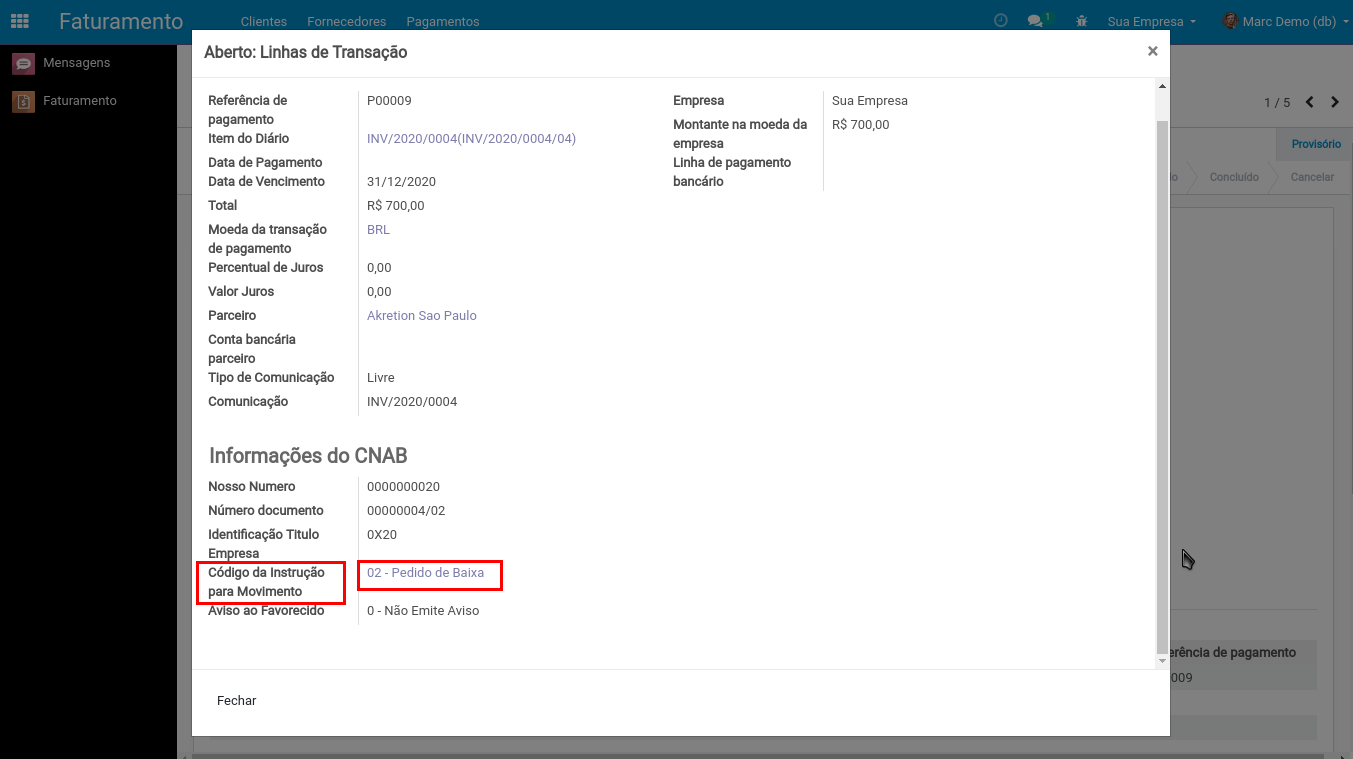 Faturamento
Clientes Fornecedores Pagamentos
1
Sua Empresa
Marc Demo (db)
Mensagens
Faturamento
Aberto: Linhas de Transação
×
1 / 5
Provisório
Concluído
Cancelar
Referência de pagamento
P00009
Item do Diário
INV/2020/0004(INV/2020/0004/04)
Data de Pagamento
Data de Vencimento
31/12/2020
Total
R$ 700,00
Moeda da transação de pagamento
BRL
Percentual de Juros
0,00
Valor Juros
0,00
Parceiro
Akretion Sao Paulo
Conta bancária parceiro
Tipo de Comunicação
Livre
Comunicação
INV/2020/0004
Empresa
Sua Empresa
Montante na moeda da empresa
R$ 700,00
Linha de pagamento bancário
Informações do CNAB
Nosso Numero
0000000020
Número documento
00000004/02
Identificação Titulo Empresa
0X20
Código da Instrução para Movimento
02 - Pedido de Baixa
Aviso ao Favorecido
0 - Não Emite Aviso
erência de pagamento
009
Fechar